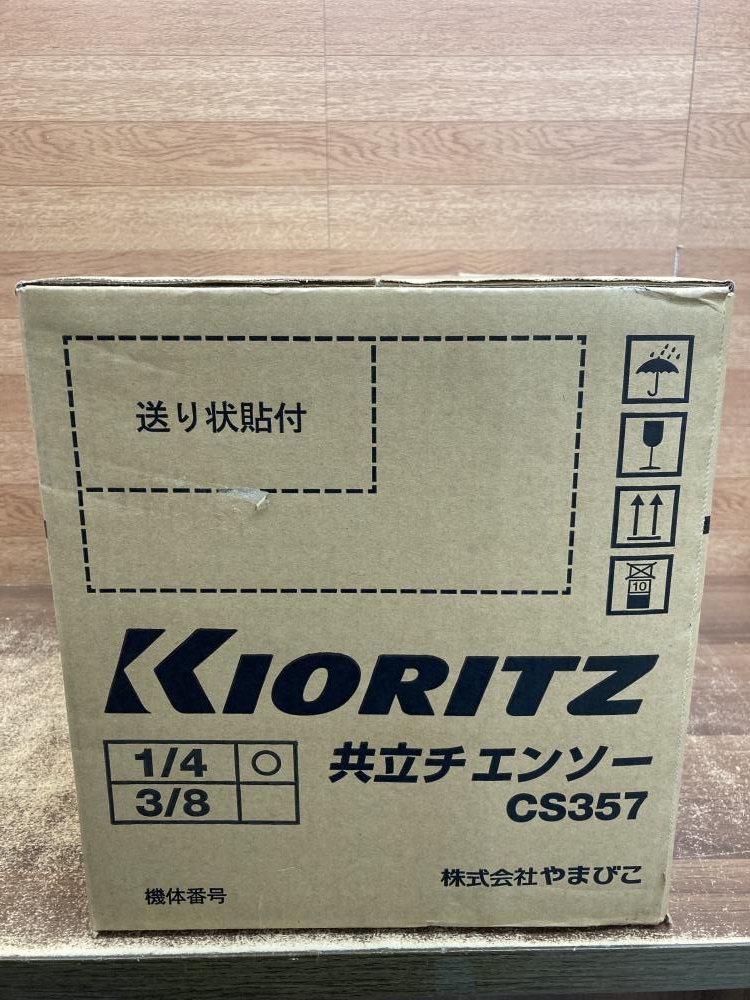 送り状貼付
10
KIORITZ
1/4 ○
3/8
共立チエンソー
CS357
株式会社やまびこ
機体番号